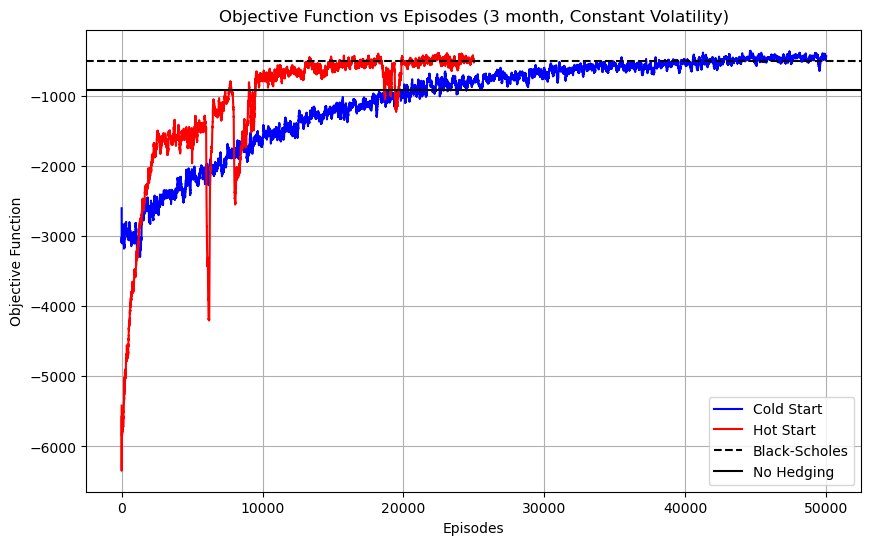 Objective Function vs Episodes (3 month, Constant Volatility)
Objective Function
−1000
−2000
−3000
−4000
−5000
−6000
0
10000
20000
30000
40000
50000
Episodes
Cold Start
Hot Start
Black-Scholes
No Hedging